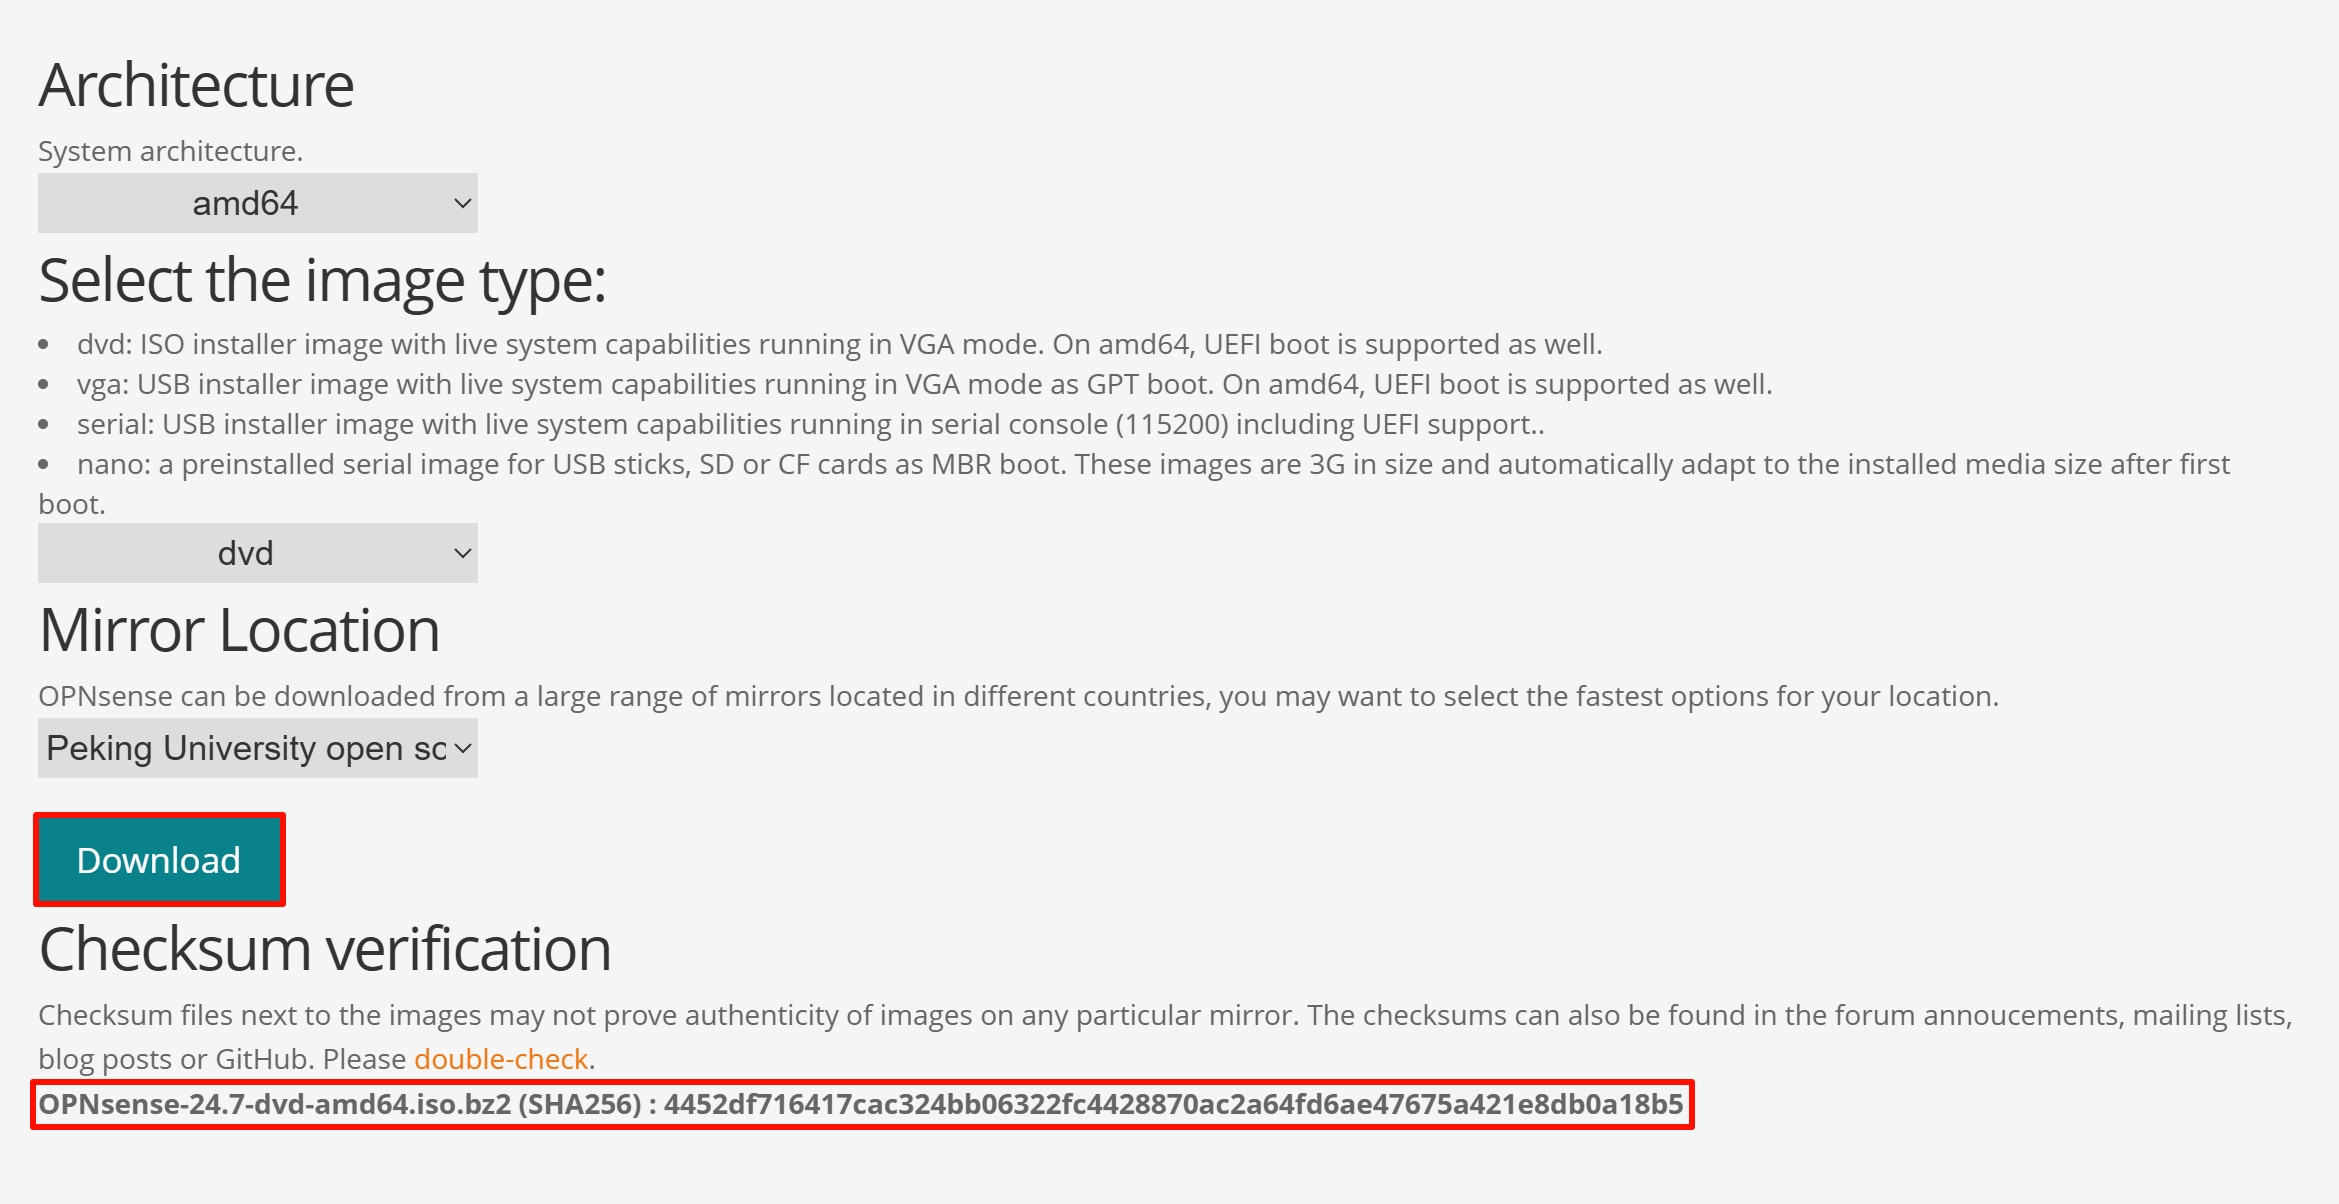 Architecture
System architecture.
amd64
Select the image type:
• dvd: ISO installer image with live system capabilities running in VGA mode. On amd64, UEFI boot is supported as well.
• vga: USB installer image with live system capabilities running in VGA mode as GPT boot. On amd64, UEFI boot is supported as well.
• serial: USB installer image with live system capabilities running in serial console (115200) including UEFI support..
• nano: a preinstalled serial image for USB sticks, SD or CF cards as MBR boot. These images are 3G in size and automatically adapt to the installed media size after first
boot.
dvd
Mirror Location
OPNsense can be downloaded from a large range of mirrors located in different countries, you may want to select the fastest options for your location.
Peking University open sc
Download
Checksum verification
Checksum files next to the images may not prove authenticity of images on any particular mirror. The checksums can also be found in the forum annoucements, mailing lists,
blog posts or GitHub. Please double-check.
OPNsense-24.7-dvd-amd64.iso.bz2 (SHA256) : 4452df716417cac324bb06322fc4428870ac2a64fd6ae47675a421e8db0a18b5